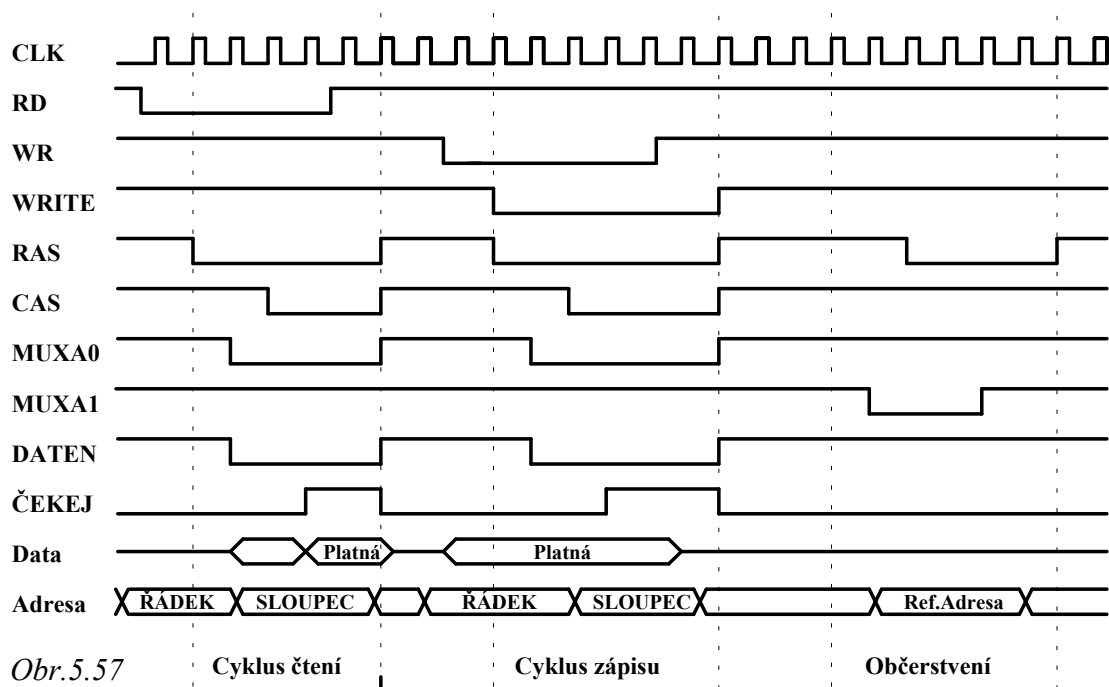 CLK
RD
WR
WRITE
RAS
CAS
MUXA0
MUXA1
DATEN
ČEKEJ
Data Platná Platná
Adresa ŘÁDEK SLOUPEC ŘÁDEK SLOUPEC Ref.Adresa
Obr.5.57 Cyklus čtení Cyklus zápisu Občerstvení